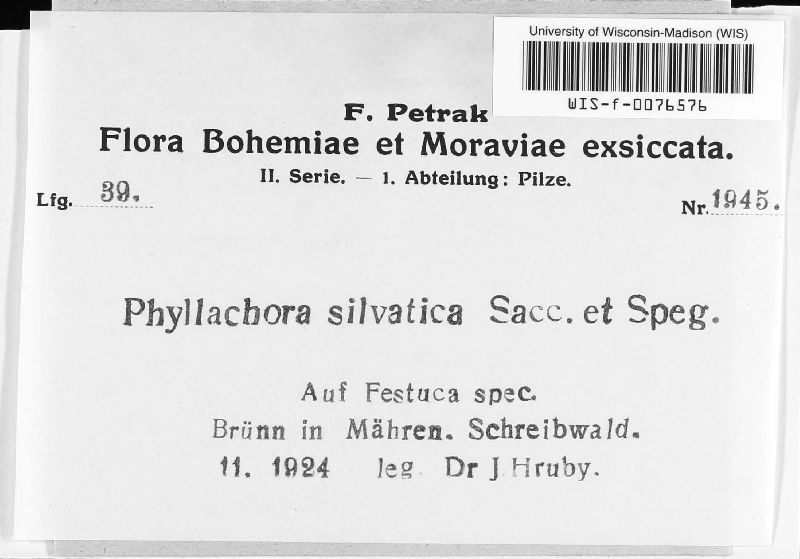 University of Wisconsin-Madison (WIS)
WIS-f-0076576
F. Petrak
Flora Bohemiae et Moraviae exsiccata.
II. Serie. — 1. Abteilung: Pilze.
Lfg. 39.
Nr. 1945.
Phyllachora silvatica Sacc. et Speg.
Auf Festuca spec.
Brünn in Mähren. Schreibwald.
11. 1924 leg. Dr J. Hruby.